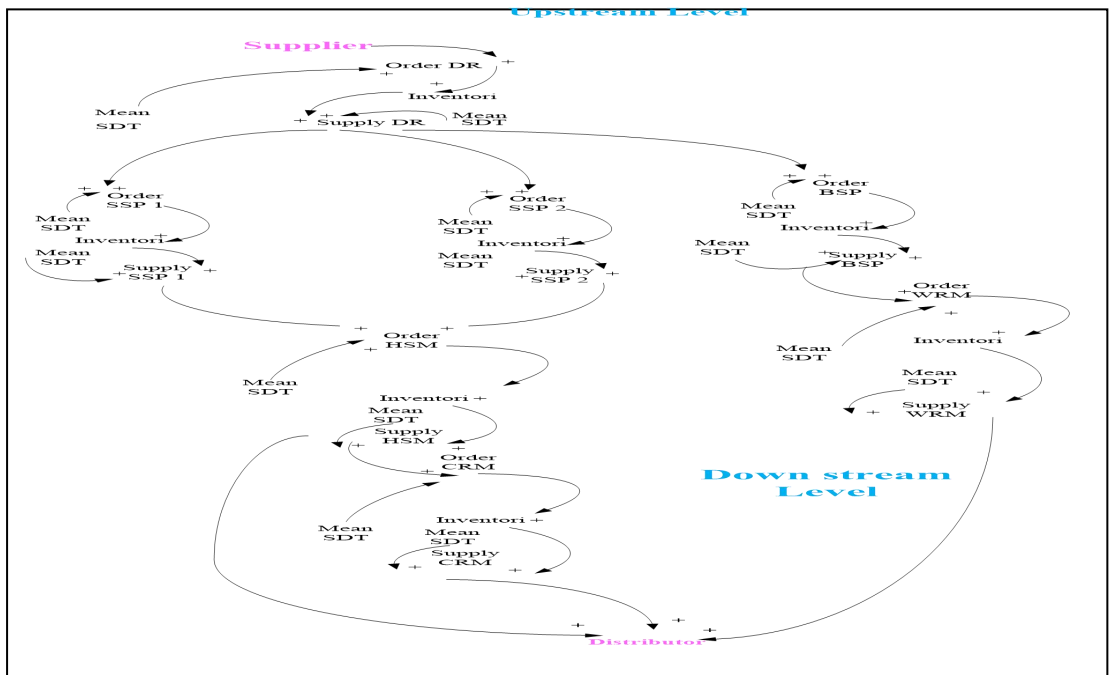 Upstream Level
Supplier
Order DR
Inventori
Mean
SDT
Mean
SDT
Supply DR
Order
SSP 1
Mean
SDT
Inventori
Mean
SDT
Supply
SSP 1
Order
SSP 2
Mean
SDT
Inventori
Mean
SDT
Supply
SSP 2
Order
BSP
Mean
SDT
Inventori
Mean
SDT
Supply
BSP
Order
WRM
Mean
SDT
Inventori
Mean
SDT
Supply
WRM
Order
HSM
Mean
SDT
Inventori
Mean
SDT
Supply
HSM
Order
CRM
Mean
SDT
Inventori
Mean
SDT
Supply
CRM
Down stream
Level
Distributor